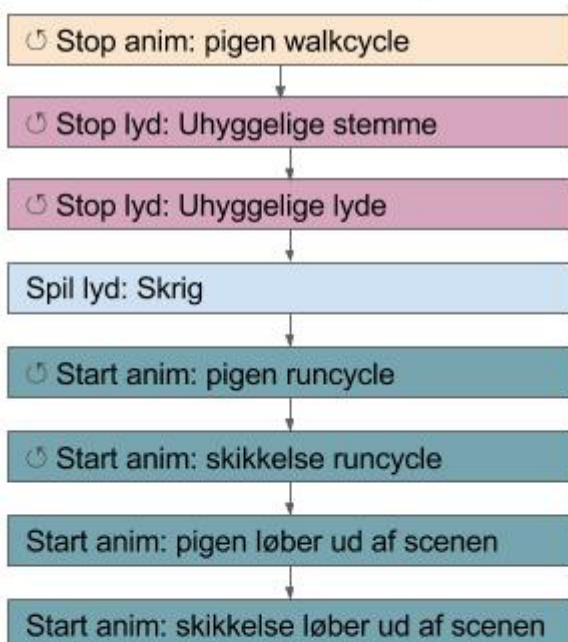 ↺ Stop anim: pigen walkcycle
↺ Stop lyd: Uhyggelige stemme
↺ Stop lyd: Uhyggelige lyde
Spil lyd: Skrig
↺ Start anim: pigen runcycle
↺ Start anim: skikkelse runcycle
Start anim: pigen løber ud af scenen
Start anim: skikkelse løber ud af scenen